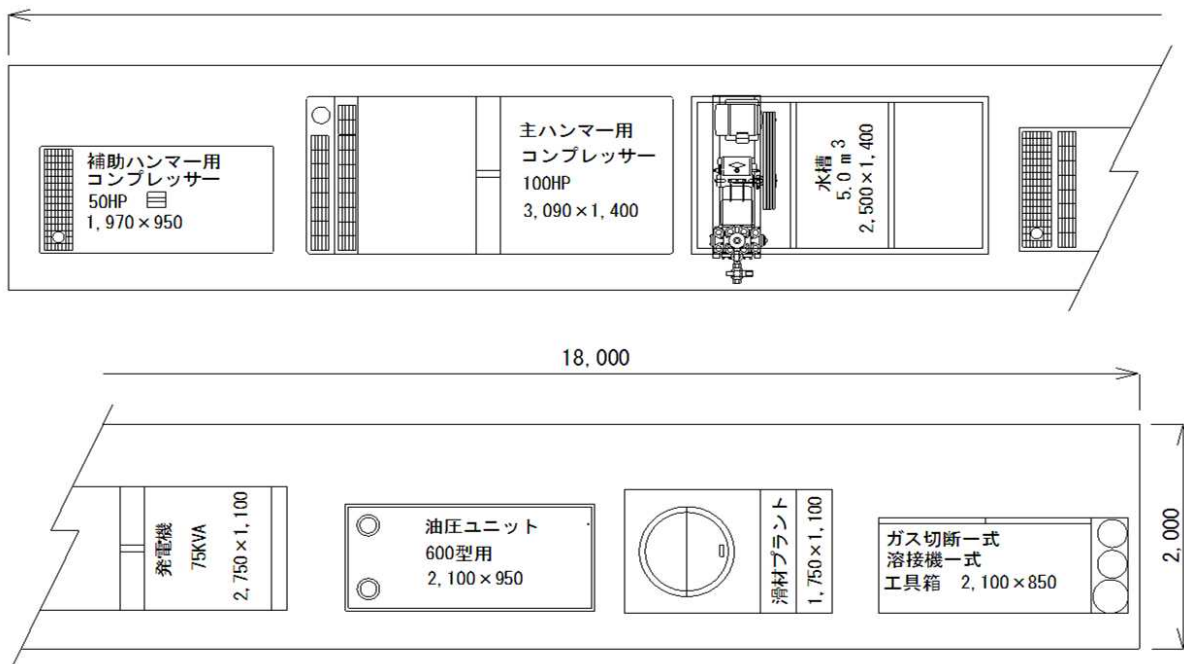 補助ハンマー用
コンプレッサー
50HP
1,970×950
主ハンマー用
コンプレッサー
100HP
3,090×1,400
水槽
5.0m3
2,500×1,400
18,000
発電機
75KVA
2,750×1,100
油圧ユニット
600型用
2,100×950
滑材プラント
1,750×1,100
ガス切断一式
溶接機一式
工具箱 2,100×850
2,000